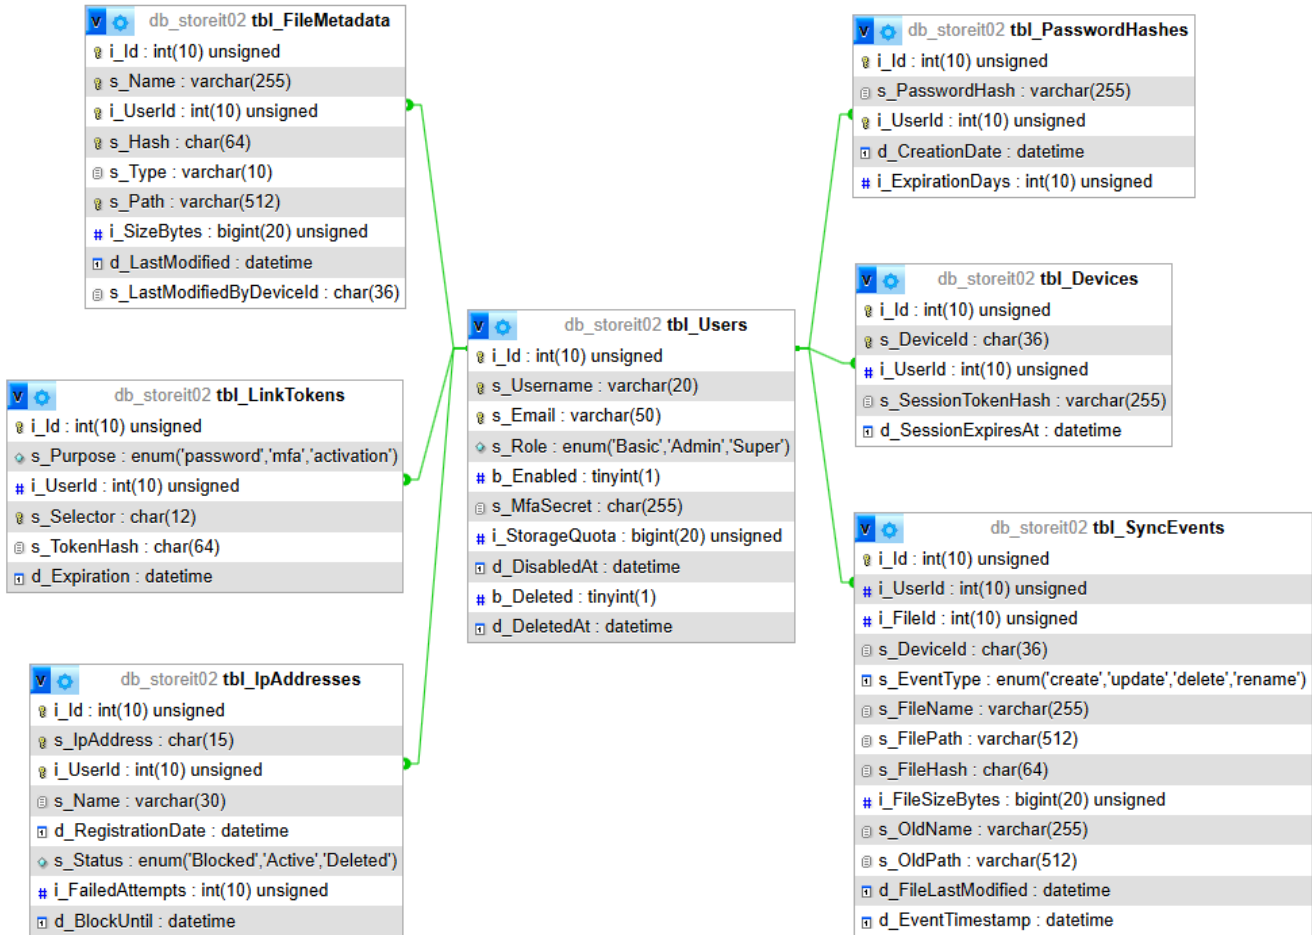 V db_storeit02 tbl_FileMetadata
i_Id : int(10) unsigned
s_Name : varchar(255)
i_UserId : int(10) unsigned
s_Hash : char(64)
s_Type : varchar(10)
s_Path : varchar(512)
# i_SizeBytes : bigint(20) unsigned
d_LastModified : datetime
s_LastModifiedByDeviceId : char(36)
V db_storeit02 tbl_LinkTokens
i_Id : int(10) unsigned
s_Purpose : enum('password','mfa','activation')
# i_UserId : int(10) unsigned
s_Selector : char(12)
s_TokenHash : char(64)
d_Expiration : datetime
V db_storeit02 tbl_IpAddresses
i_Id : int(10) unsigned
s_IpAddress : char(15)
i_UserId : int(10) unsigned
s_Name : varchar(30)
d_RegistrationDate : datetime
s_Status : enum('Blocked','Active','Deleted')
# i_FailedAttempts : int(10) unsigned
d_BlockUntil : datetime
V db_storeit02 tbl_Users
i_Id : int(10) unsigned
s_Username : varchar(20)
s_Email : varchar(50)
s_Role : enum('Basic','Admin','Super')
# b_Enabled : tinyint(1)
s_MfaSecret : char(255)
# i_StorageQuota : bigint(20) unsigned
d_DisabledAt : datetime
# b_Deleted : tinyint(1)
d_DeletedAt : datetime
V db_storeit02 tbl_PasswordHashes
i_Id : int(10) unsigned
s_PasswordHash : varchar(255)
i_UserId : int(10) unsigned
d_CreationDate : datetime
# i_ExpirationDays : int(10) unsigned
V db_storeit02 tbl_Devices
i_Id : int(10) unsigned
s_DeviceId : char(36)
# i_UserId : int(10) unsigned
s_SessionTokenHash : varchar(255)
d_SessionExpiresAt : datetime
V db_storeit02 tbl_SyncEvents
i_Id : int(10) unsigned
# i_UserId : int(10) unsigned
# i_FileId : int(10) unsigned
s_DeviceId : char(36)
s_EventType : enum('create','update','delete','rename')
s_FileName : varchar(255)
s_FilePath : varchar(512)
s_FileHash : char(64)
# i_FileSizeBytes : bigint(20) unsigned
s_OldName : varchar(255)
s_OldPath : varchar(512)
d_FileLastModified : datetime
d_EventTimestamp : datetime